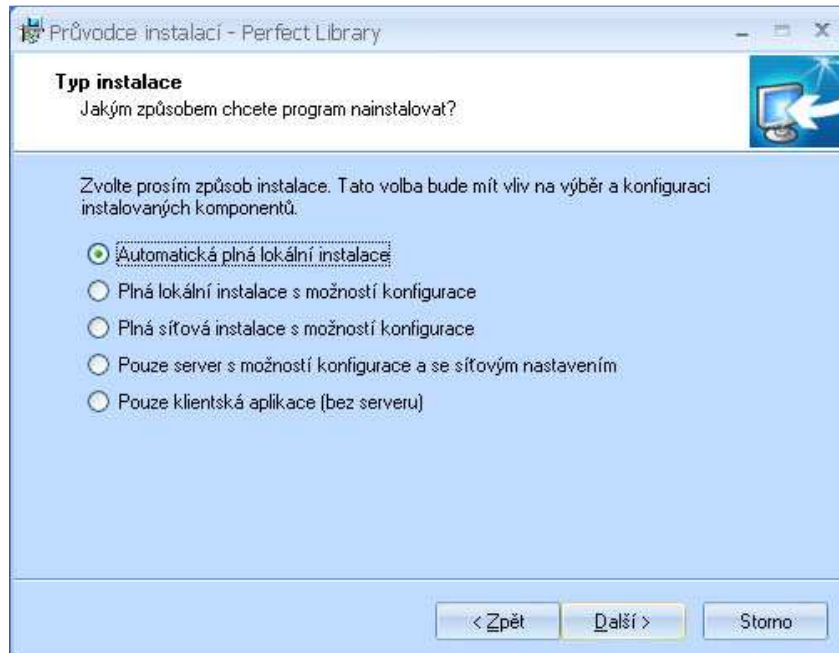 Průvodce instalací - Perfect Library
Typ instalace
Jakým způsobem chcete program nainstalovat?
Zvolte prosím způsob instalace. Tato volba bude mít vliv na výběr a konfiguraci
instalovaných komponentů.
Automatická plná lokální instalace
Plná lokální instalace s možností konfigurace
Plná síťová instalace s možností konfigurace
Pouze server s možností konfigurace a se síťovým nastavením
Pouze klientská aplikace (bez serveru)
< Zpět
Další >
Storno